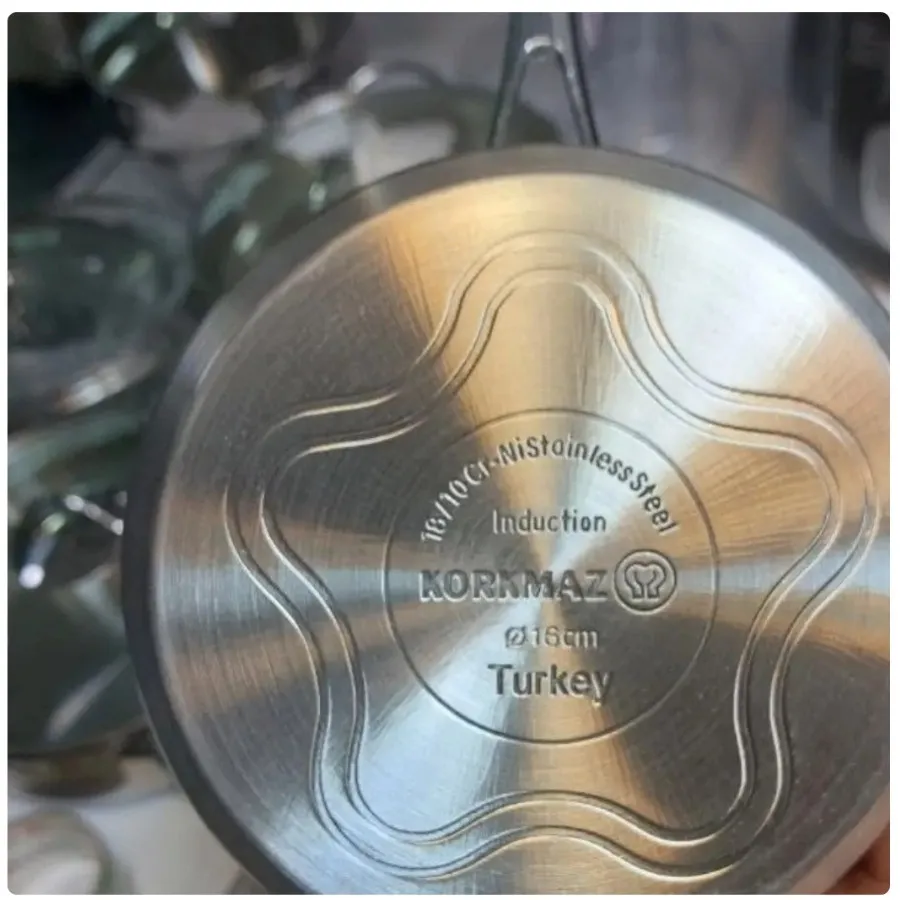 18/10Cr-NiStainlessSteel
Induction
KORKMAZ
Ø16cm
Turkey